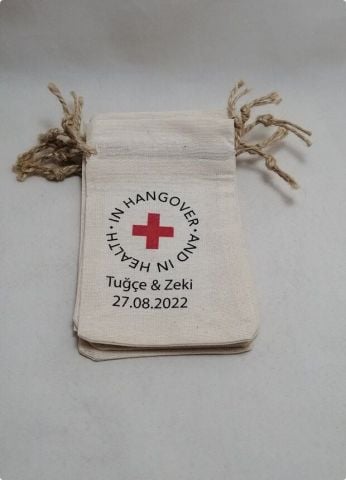 IN HANGOVER • AND IN HEALTH •
Tuğçe & Zeki
27.08.2022